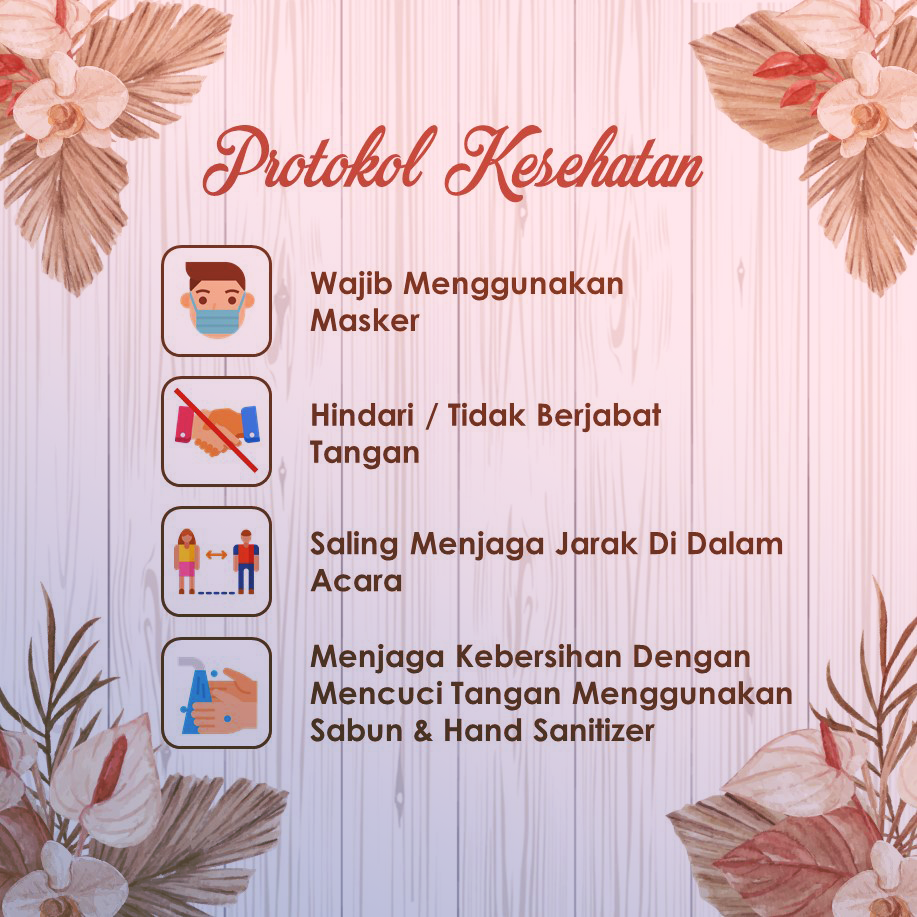 Protokol Kesehatan
Wajib Menggunakan
Masker
Hindari / Tidak Berjabat
Tangan
Saling Menjaga Jarak Di Dalam
Acara
Menjaga Kebersihan Dengan
Mencuci Tangan Menggunakan
Sabun & Hand Sanitizer